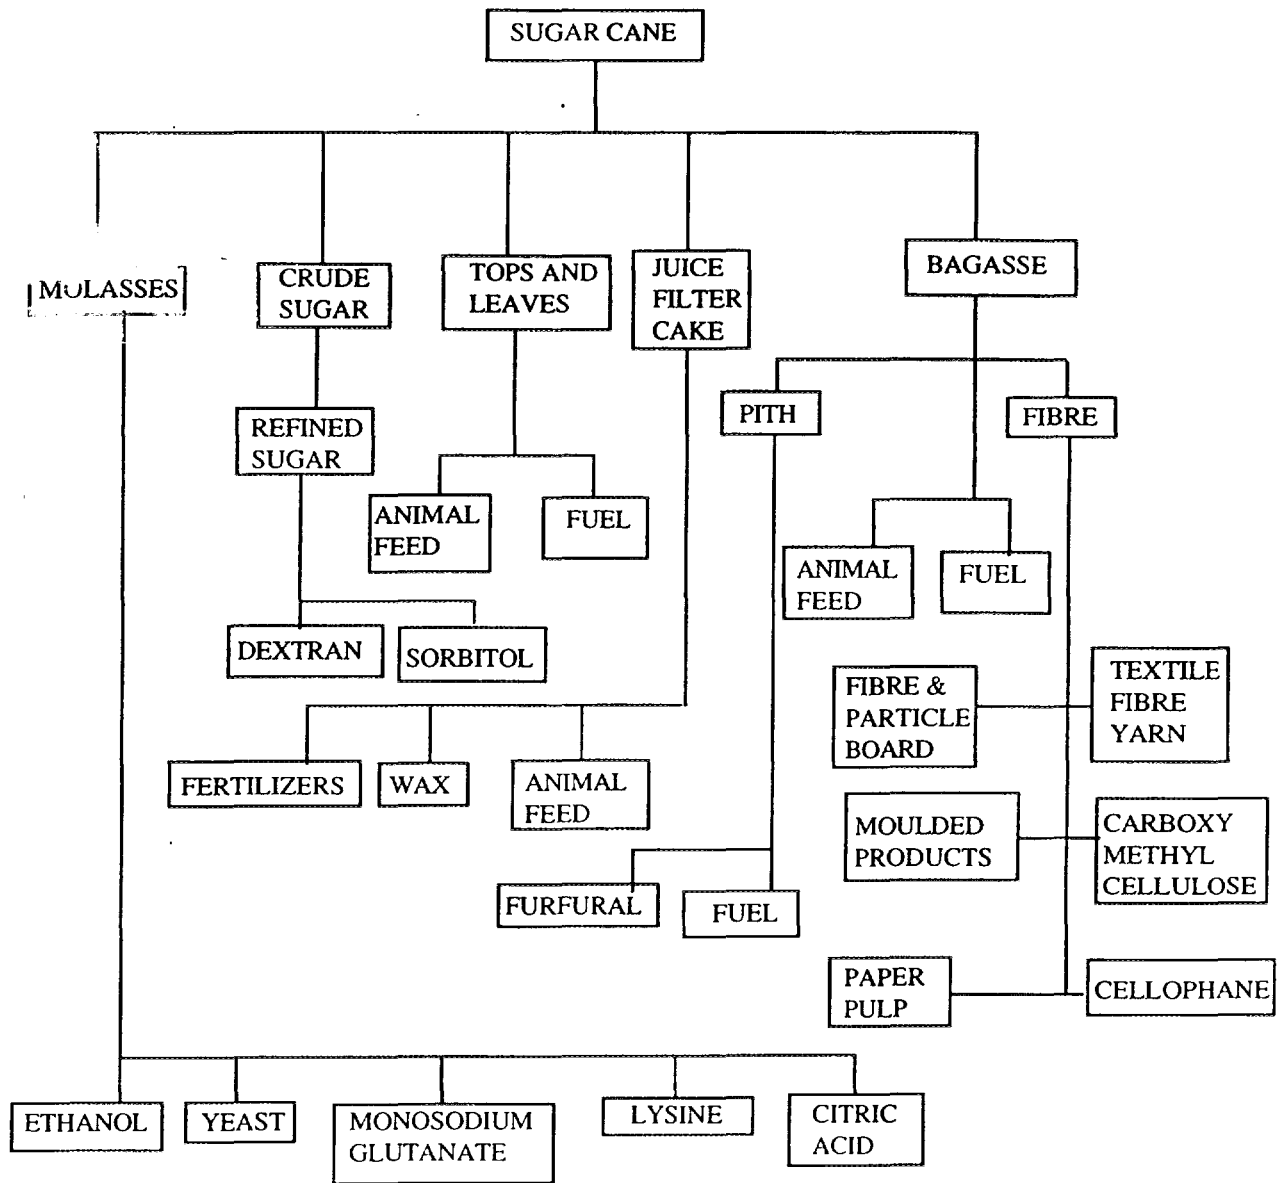 SUGAR CANE
MOLASSES
CRUDE
SUGAR
TOPS AND
LEAVES
JUICE
FILTER
CAKE
BAGASSE
PITH
FIBRE
REFINED
SUGAR
ANIMAL
FEED
FUEL
ANIMAL
FEED
FUEL
DEXTRAN
SORBITOL
FIBRE &
PARTICLE
BOARD
TEXTILE
FIBRE
YARN
FERTILIZERS
WAX
ANIMAL
FEED
MOULDED
PRODUCTS
CARBOXY
METHYL
CELLULOSE
FURFURAL
FUEL
PAPER
PULP
CELLOPHANE
ETHANOL
YEAST
MONOSODIUM
GLUTANATE
LYSINE
CITRIC
ACID